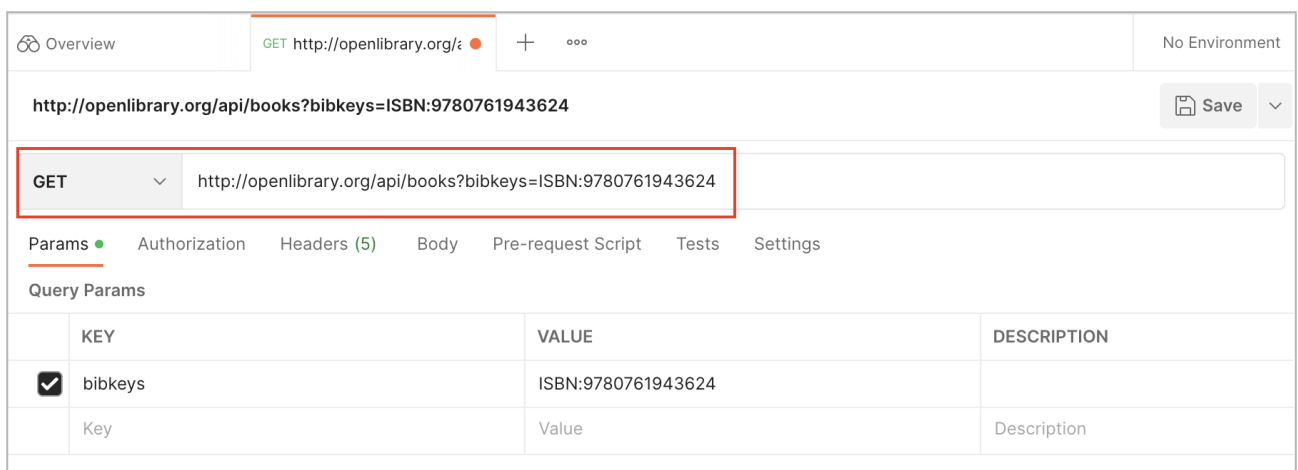 Overview GET http://openlibrary.org/a No Environment
http://openlibrary.org/api/books?bibkeys=ISBN:9780761943624 Save
GET http://openlibrary.org/api/books?bibkeys=ISBN:9780761943624
Params Authorization Headers (5) Body Pre-request Script Tests Settings
Query Params
KEY VALUE DESCRIPTION
bibkeys ISBN:9780761943624
Key Value Description